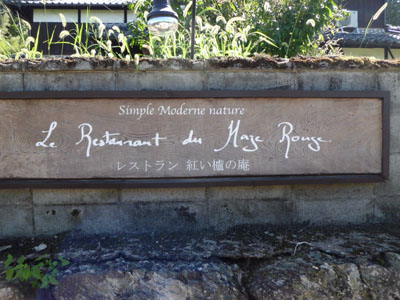 Simple Moderne nature
Le Restaurant du Haze Rouge
レストラン 紅い櫨の庵